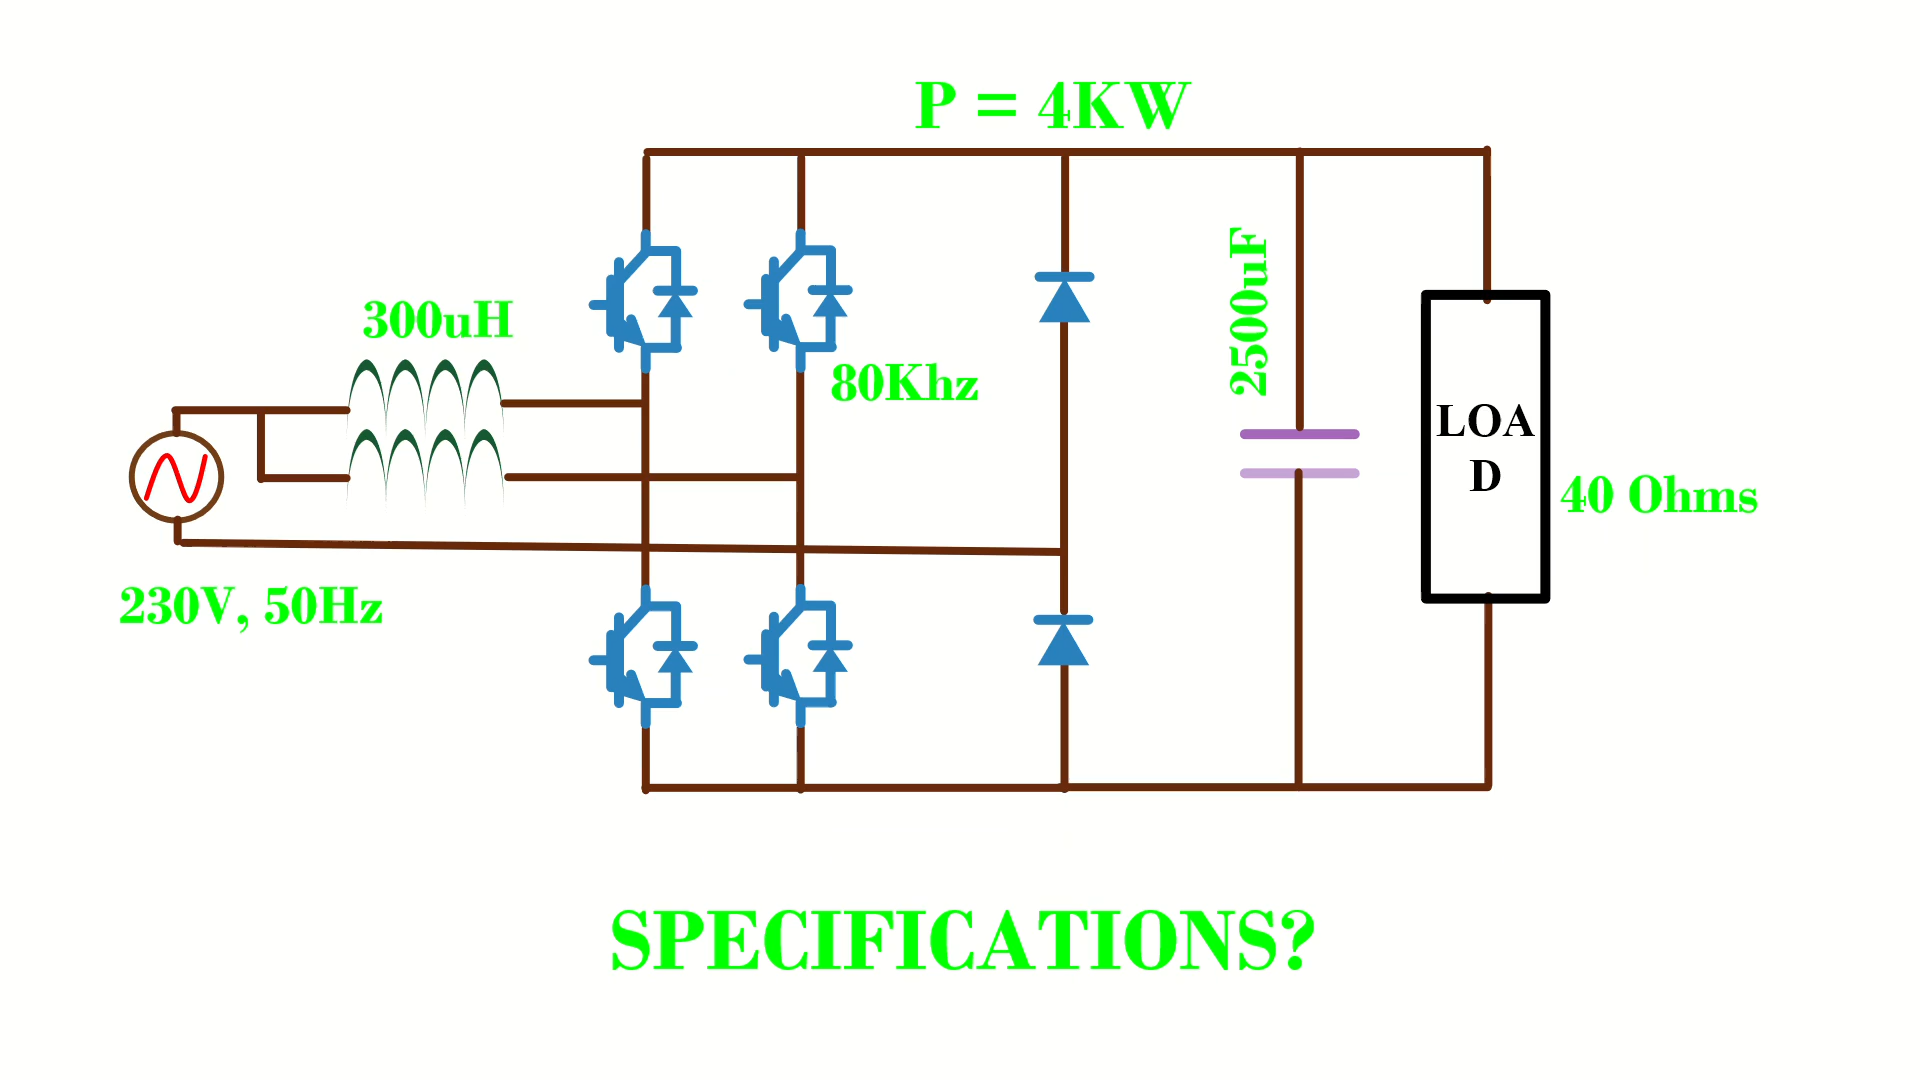 P = 4KW
300uH
80Khz
2500uF
LOA
D
40 Ohms
230V, 50Hz
SPECIFICATIONS?